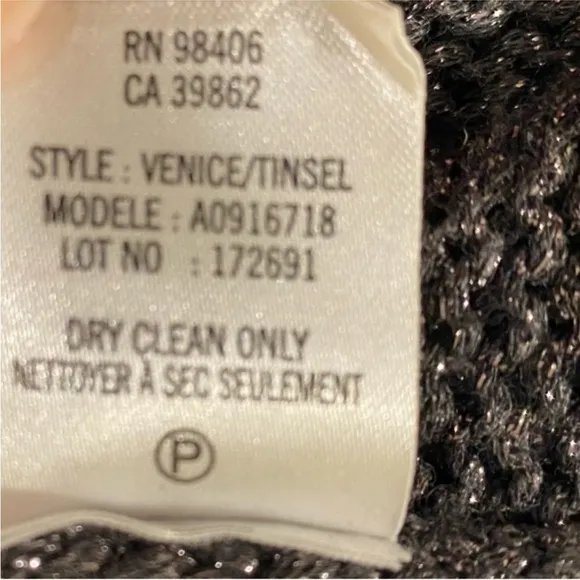 RN 98406
CA 39862
STYLE : VENICE/TINSEL
MODELE : A0916718
LOT NO : 172691
DRY CLEAN ONLY
NETTOYER À SEC SEULEMENT
P